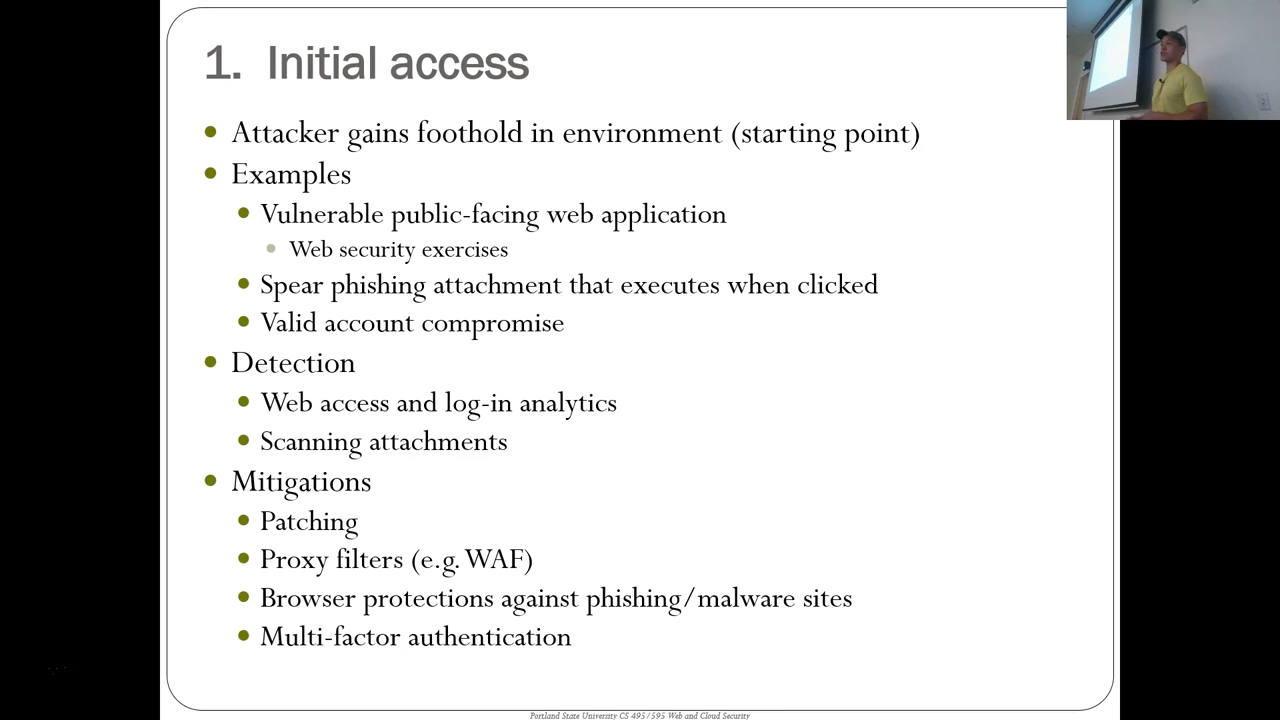 1. Initial access
Attacker gains foothold in environment (starting point)
Examples
Vulnerable public-facing web application
Web security exercises
Spear phishing attachment that executes when clicked
Valid account compromise
Detection
Web access and log-in analytics
Scanning attachments
Mitigations
Patching
Proxy filters (e.g. WAF)
Browser protections against phishing/malware sites
Multi-factor authentication
Portland State University CS 495/595 Web and Cloud Security